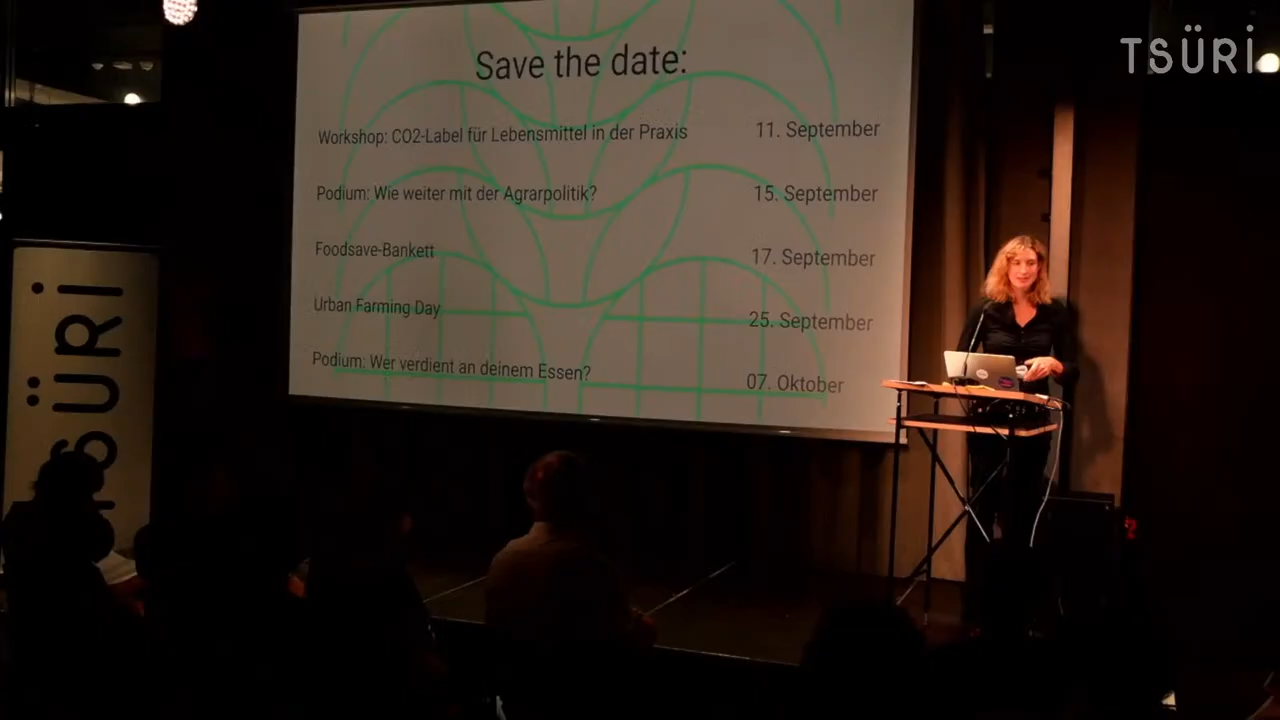 TSÜRİ
Save the date:
Workshop: CO2-Label für Lebensmittel in der Praxis 11. September
Podium: Wie weiter mit der Agrarpolitik? 15. September
Foodsave-Bankett 17. September
Urban Farming Day 25. September
Podium: Wer verdient an deinem Essen? 07. Oktober
TSÜRi